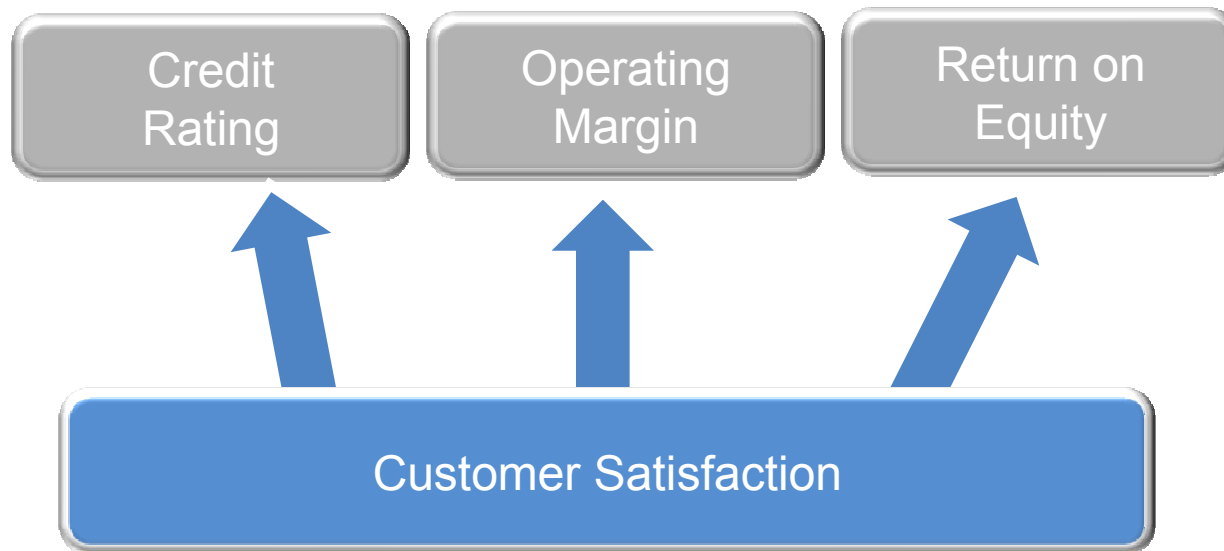 Credit
Rating
Operating
Margin
Return on
Equity
Customer Satisfaction